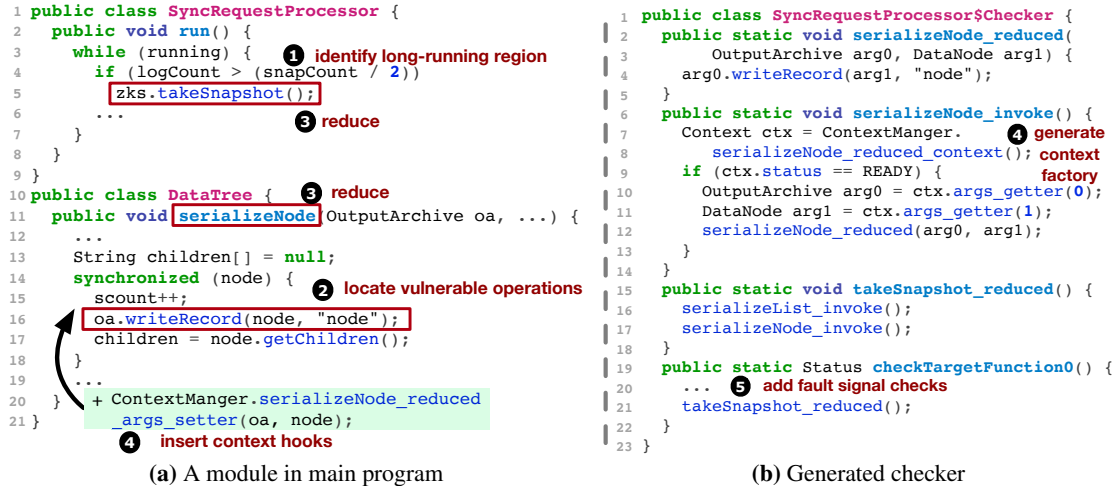 1 public class SyncRequestProcessor {
2 public void run() {
3 while (running) { ❶ identify long-running region
4 if (logCount > (snapCount / 2))
5 zks.takeSnapshot();
6 ... ❸ reduce
7 }
8 }
9 }
10 public class DataTree { ❸ reduce
11 public void serializeNode(OutputArchive oa, ...) {
12 ...
13 String children[] = null;
14 synchronized (node) {
15 scount++; ❷ locate vulnerable operations
16 oa.writeRecord(node, "node");
17 children = node.getChildren();
18 }
19 ...
20 } + ContextManger.serializeNode_reduced
21 } _args_setter(oa, node);
❹ insert context hooks
(a) A module in main program
1 public class SyncRequestProcessor$Checker {
2 public static void serializeNode_reduced(
3 OutputArchive arg0, DataNode arg1) {
4 arg0.writeRecord(arg1, "node");
5 }
6 public static void serializeNode_invoke() {
7 Context ctx = ContextManger. ❹ generate
8 serializeNode_reduced_context(); context
9 if (ctx.status == READY) { factory
10 OutputArchive arg0 = ctx.args_getter(0);
11 DataNode arg1 = ctx.args_getter(1);
12 serializeNode_reduced(arg0, arg1);
13 }
14 }
15 public static void takeSnapshot_reduced() {
16 serializeList_invoke();
17 serializeNode_invoke();
18 }
19 public static Status checkTargetFunction0() {
20 ... ❺ add fault signal checks
21 takeSnapshot_reduced();
22 }
23 }
(b) Generated checker